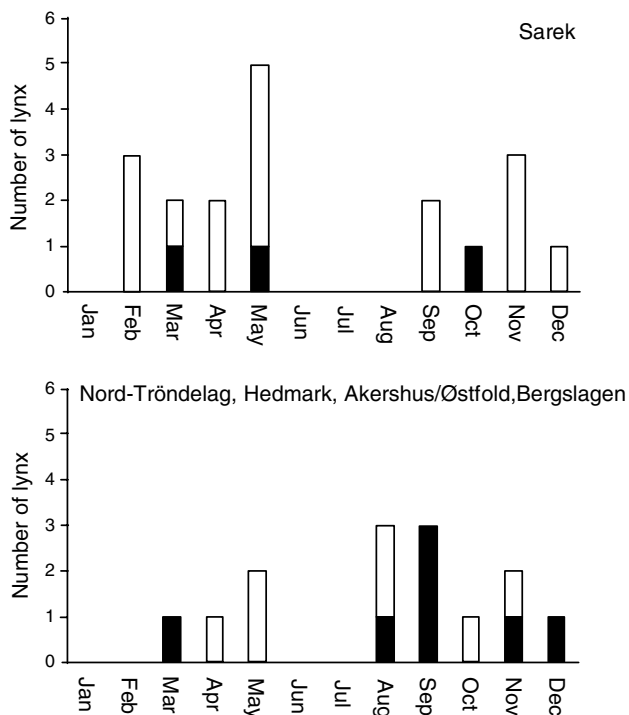 Sarek
Number of lynx
6
5
4
3
2
1
0
Jan
Feb
Mar
Apr
May
Jun
Jul
Aug
Sep
Oct
Nov
Dec
Nord-Tröndelag, Hedmark, Akershus/Østfold,Bergslagen
Number of lynx
6
5
4
3
2
1
0
Jan
Feb
Mar
Apr
May
Jun
Jul
Aug
Sep
Oct
Nov
Dec